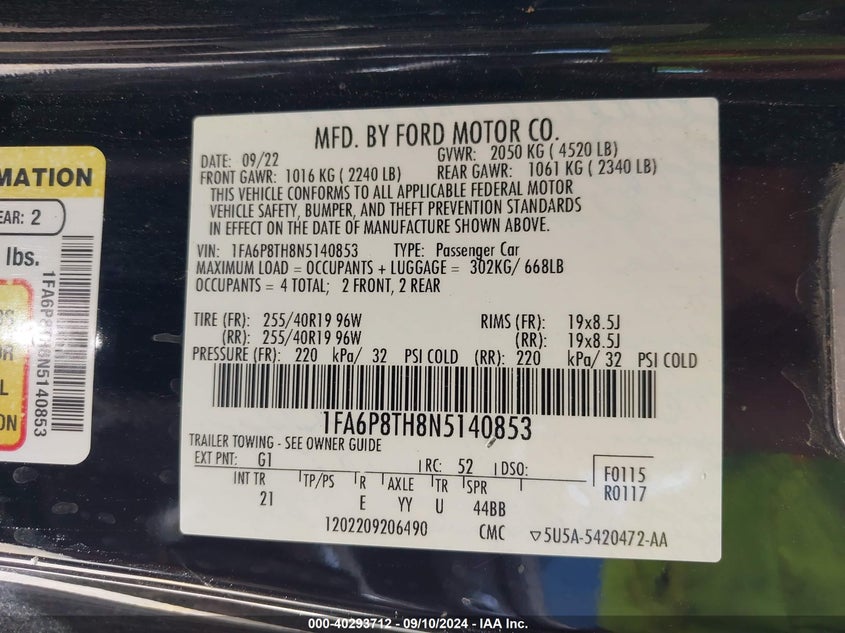 MFD. BY FORD MOTOR CO.
DATE: 09/22 GVWR: 2050 KG ( 4520 LB)
FRONT GAWR: 1016 KG ( 2240 LB) REAR GAWR: 1061 KG ( 2340 LB)
THIS VEHICLE CONFORMS TO ALL APPLICABLE FEDERAL MOTOR
VEHICLE SAFETY, BUMPER, AND THEFT PREVENTION STANDARDS
IN EFFECT ON THE DATE OF MANUFACTURE SHOWN ABOVE.
VIN: 1FA6P8TH8N5140853 TYPE: Passenger Car
MAXIMUM LOAD = OCCUPANTS + LUGGAGE = 302KG/ 668LB
OCCUPANTS = 4 TOTAL; 2 FRONT, 2 REAR
TIRE (FR): 255/40R19 96W RIMS (FR): 19x8.5J
(RR): 255/40R19 96W (RR): 19x8.5J
PRESSURE (FR): 220 kPa/ 32 PSI COLD (RR): 220 kPa/ 32 PSI COLD
1FA6P8TH8N5140853
TRAILER TOWING - SEE OWNER GUIDE
EXT PNT: G1 RC: 52 DSO:
INT TR TP/PS R AXLE TR SPR
21 E YY U 44BB
F0115
R0117
1202209206490 CMC ▽5U5A-5420472-AA
MATION
EAR: 2
lbs.
OR
L
ON
1FA6P8TH8N5140853
000-40293712 - 09/10/2024 - IAA Inc.